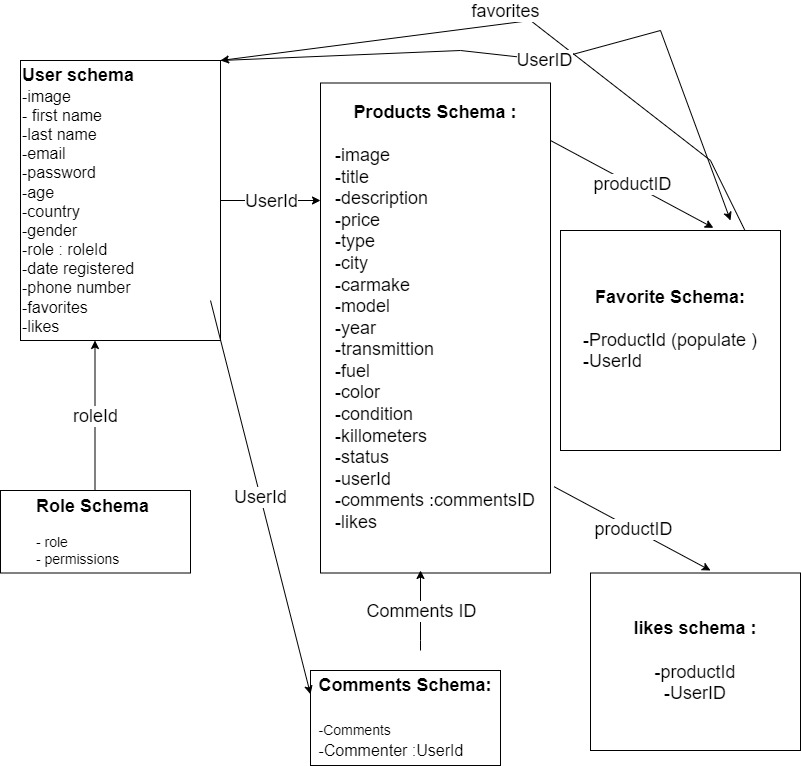 favorites
UserID
User schema
-image
- first name
-last name
-email
-password
-age
-country
-gender
-role : roleId
-date registered
-phone number
-favorites
-likes
UserId
Products Schema :
-image
-title
-description
-price
-type
-city
-carmake
-model
-year
-transmittion
-fuel
-color
-condition
-killometers
-status
-userId
-comments :commentsID
-likes
productID
Favorite Schema:
-ProductId (populate )
-UserId
roleId
Role Schema
- role
- permissions
UserId
productID
likes schema :
-productId
-UserID
Comments ID
Comments Schema:
-Comments
-Commenter :UserId